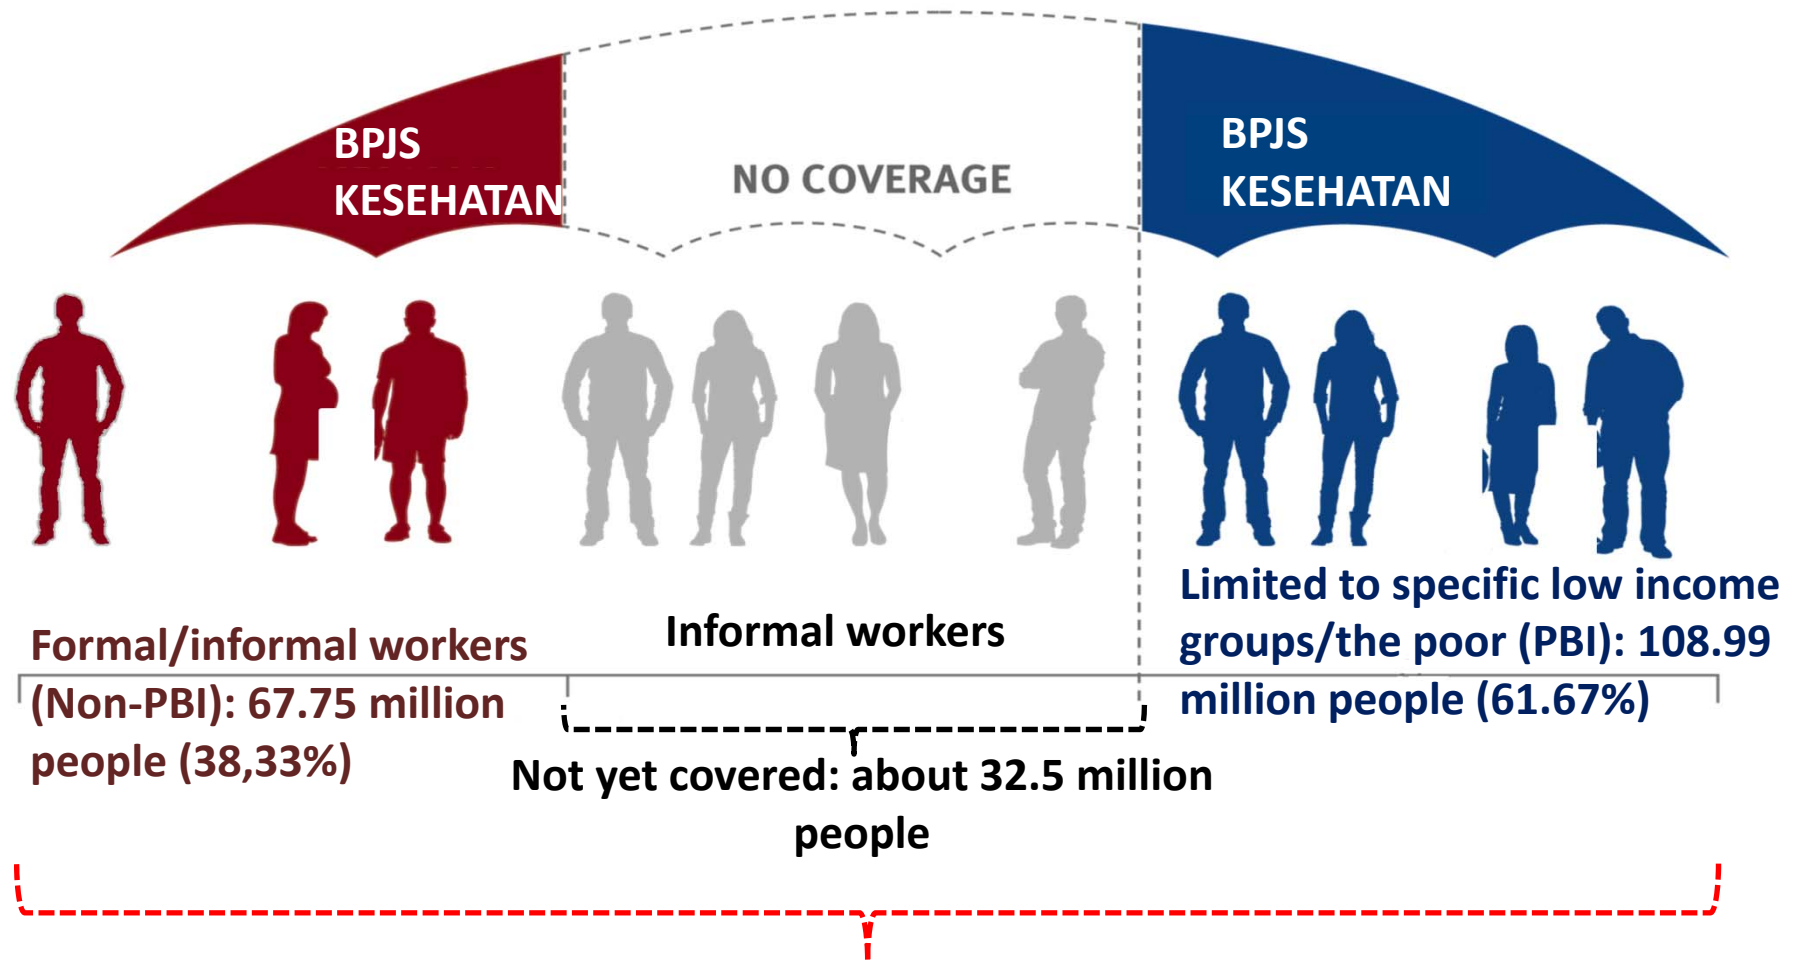 BPJS
KESEHATAN
NO COVERAGE
BPJS
KESEHATAN
Formal/informal workers
(Non-PBI): 67.75 million
people (38,33%)
Informal workers
Not yet covered: about 32.5 million
people
Limited to specific low income
groups/the poor (PBI): 108.99
million people (61.67%)